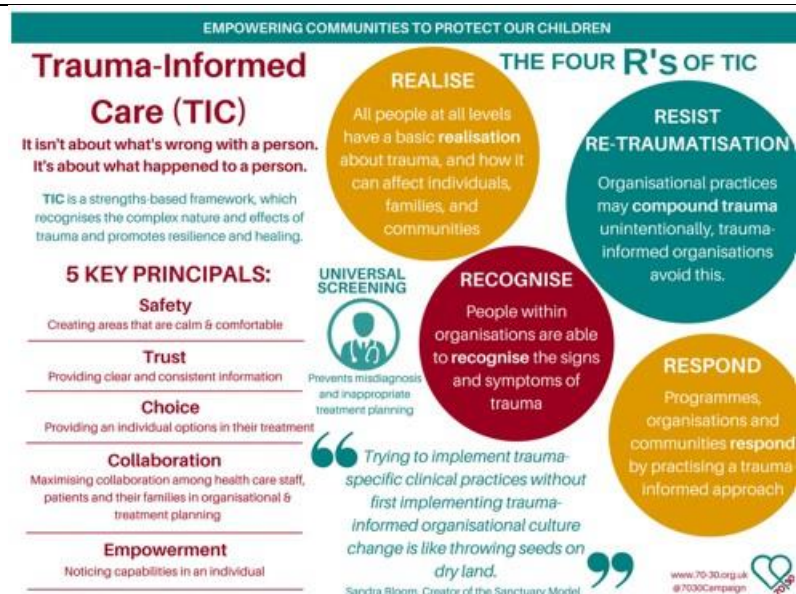 EMPOWERING COMMUNITIES TO PROTECT OUR CHILDREN
Trauma-Informed
Care (TIC)
It isn't about what's wrong with a person.
It's about what happened to a person.
TIC is a strengths-based framework, which
recognises the complex nature and effects of
trauma and promotes resilience and healing.
5 KEY PRINCIPALS:
Safety
Creating areas that are calm & comfortable
Trust
Providing clear and consistent information
Choice
Providing an individual options in their treatment
Collaboration
Maximising collaboration among health care staff,
patients and their families in organisational &
treatment planning
Empowerment
Noticing capabilities in an individual
THE FOUR R'S OF TIC
REALISE
All people at all levels
have a basic realisation
about trauma, and how it
can affect individuals,
families, and
communities
RESIST
RE-TRAUMATISATION
Organisational practices
may compound trauma
unintentionally, trauma-
informed organisations
avoid this.
UNIVERSAL
SCREENING
Prevents misdiagnosis
and inappropriate
treatment planning
RECOGNISE
People within
organisations are able
to recognise the signs
and symptoms of
trauma
RESPOND
Programmes,
organisations and
communities respond
by practising a trauma
informed approach
“ Trying to implement trauma-
specific clinical practices without
first implementing trauma-
informed organisational culture
change is like throwing seeds on
dry land. ”
Sandra Bloom, Creator of the Sanctuary Model
www.70-30.org.uk
@7030Campaign
70/30